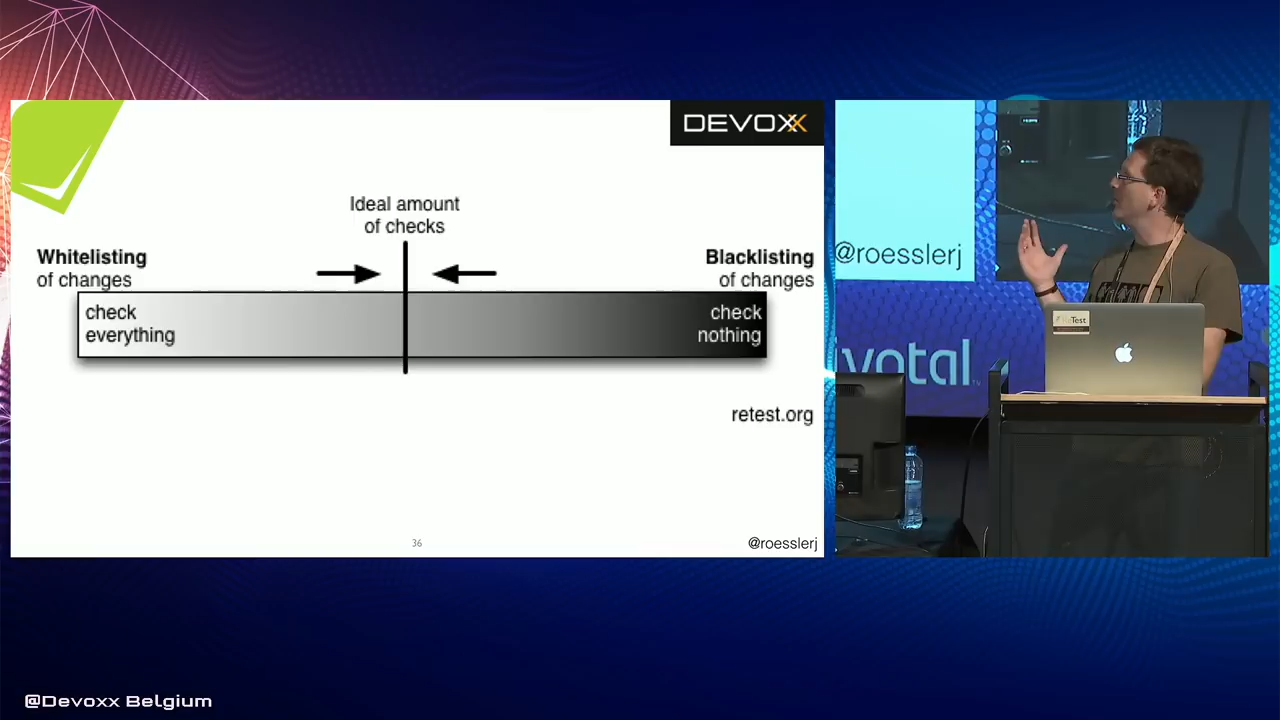 DEVOXX
Ideal amount
of checks
Whitelisting
of changes
Blacklisting
of changes
check
everything
check
nothing
retest.org
36
@roesslerj
@roesslerj
votal
Test
@Devoxx Belgium